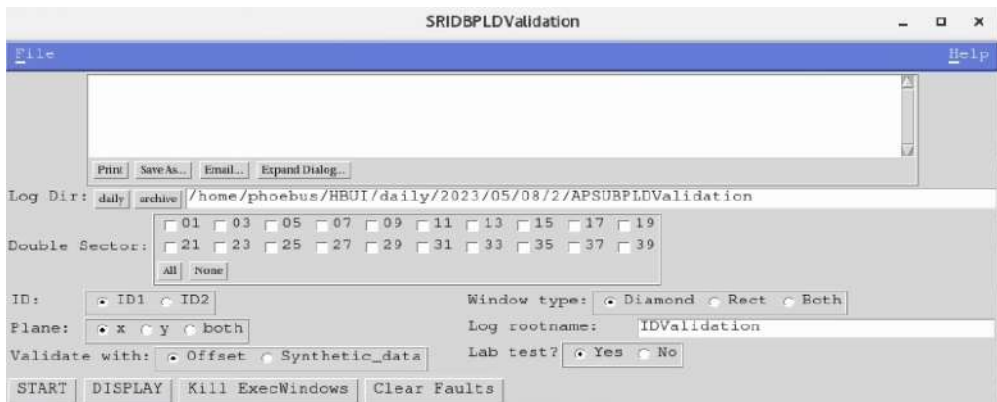 SRIDBPLDValidation
File Help
Print Save As... Email... Expand Dialog...
Log Dir: daily archive /home/phoebus/HBUI/daily/2023/05/08/2/APSUBPLDValidation
01 03 05 07 09 11 13 15 17 19
Double Sector: 21 23 25 27 29 31 33 35 37 39
All None
ID: ID1 ID2 Window type: Diamond Rect Both
Plane: x y both Log rootname: IDValidation
Validate with: Offset Synthetic_data Lab test? Yes No
START DISPLAY Kill ExecWindows Clear Faults